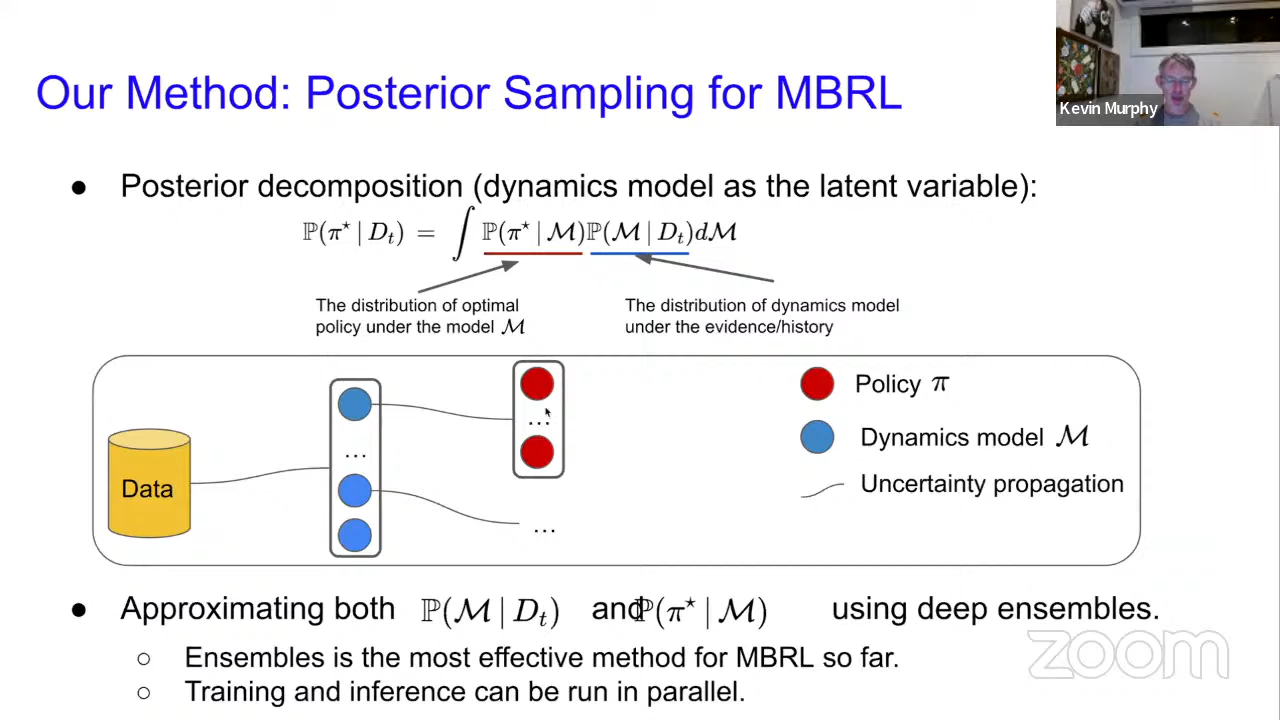 Kevin Murphy
Our Method: Posterior Sampling for MBRL
● Posterior decomposition (dynamics model as the latent variable):
ℙ(π* | D_t) = ∫ ℙ(π* | ℳ)ℙ(ℳ | D_t)dℳ
The distribution of optimal
policy under the model ℳ
The distribution of dynamics model
under the evidence/history
Data
...
...
...
Policy π
Dynamics model ℳ
Uncertainty propagation
● Approximating both ℙ(ℳ | D_t) and ℙ(π* | ℳ) using deep ensembles.
○ Ensembles is the most effective method for MBRL so far.
○ Training and inference can be run in parallel.
zoom